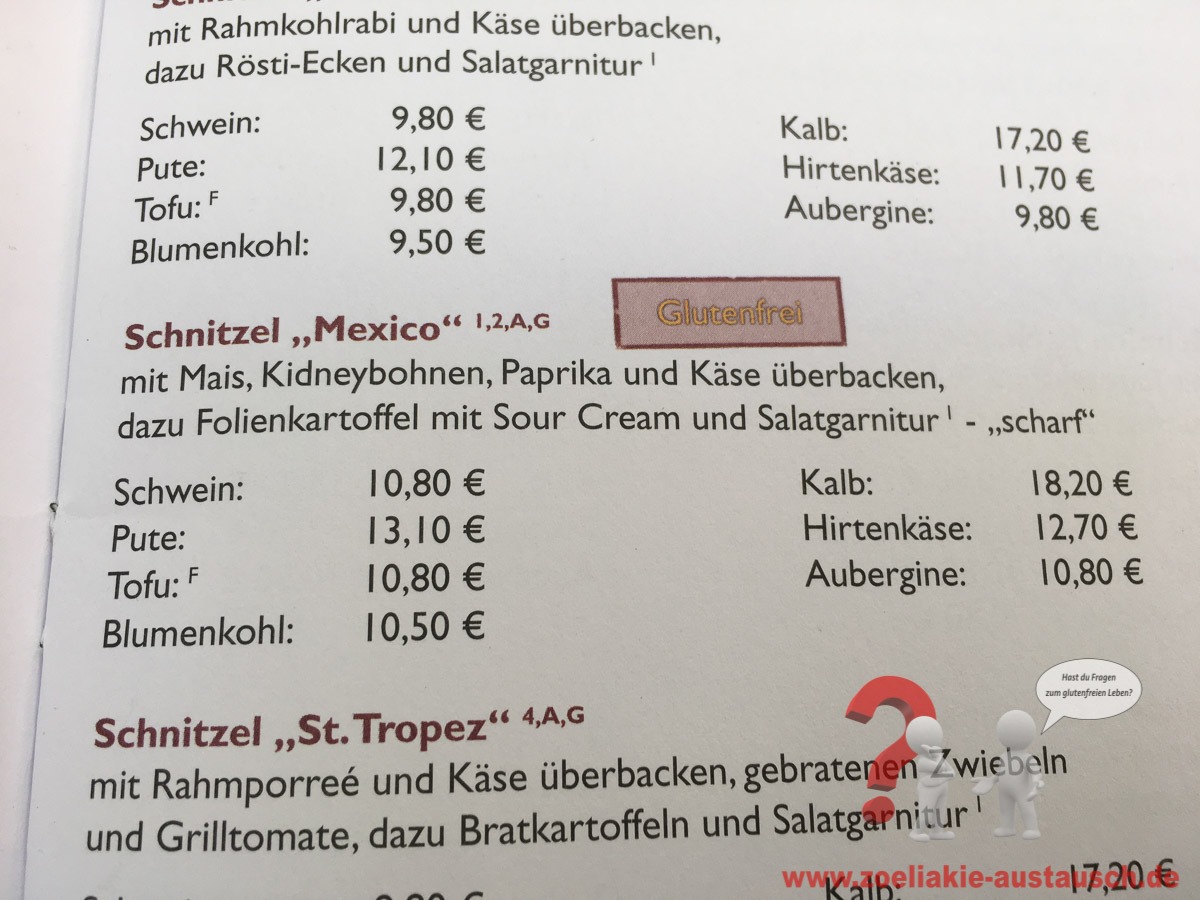 mit Rahmkohlrabi und Käse überbacken,
dazu Rösti-Ecken und Salatgarnitur I
Schwein: 9,80 € Kalb: 17,20 €
Pute: 12,10 € Hirtenkäse: 11,70 €
Tofu: F 9,80 € Aubergine: 9,80 €
Blumenkohl: 9,50 €
Schnitzel „Mexico“ 1,2,A,G Glutenfrei
mit Mais, Kidneybohnen, Paprika und Käse überbacken,
dazu Folienkartoffel mit Sour Cream und Salatgarnitur I - „scharf“
Schwein: 10,80 € Kalb: 18,20 €
Pute: 13,10 € Hirtenkäse: 12,70 €
Tofu: F 10,80 € Aubergine: 10,80 €
Blumenkohl: 10,50 €
Hast du Fragen
zum glutenfreien Leben?
Schnitzel „St. Tropez“ 4,A,G
mit Rahmporreé und Käse überbacken, gebratenen Zwiebeln
und Grilltomate, dazu Bratkartoffeln und Salatgarnitur I
Kalb: 17,20 €
www.zoeliakie-austausch.de